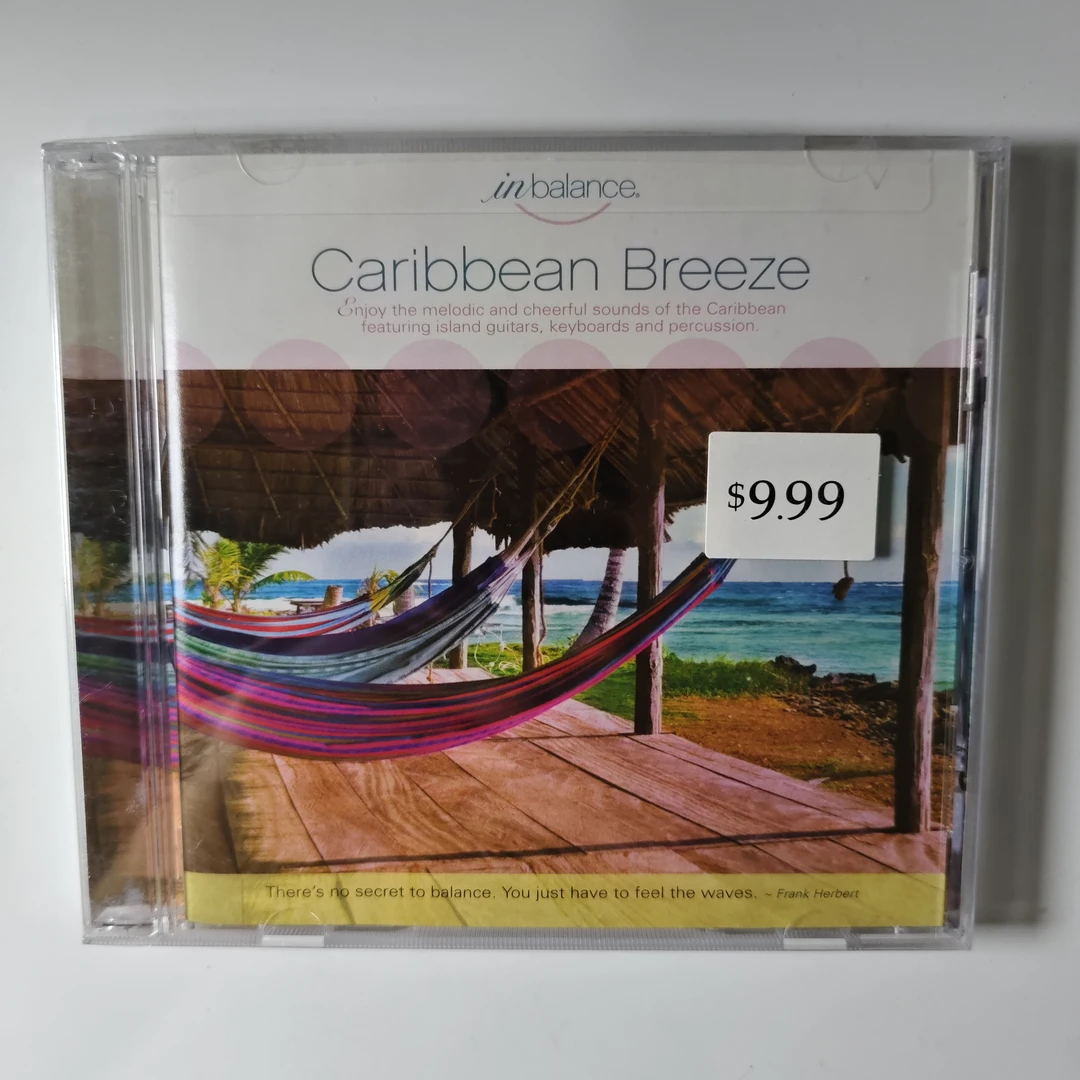 inbalance®
Caribbean Breeze
Enjoy the melodic and cheerful sounds of the Caribbean
featuring island guitars, keyboards and percussion.
$9.99
There's no secret to balance. You just have to feel the waves. ~ Frank Herbert